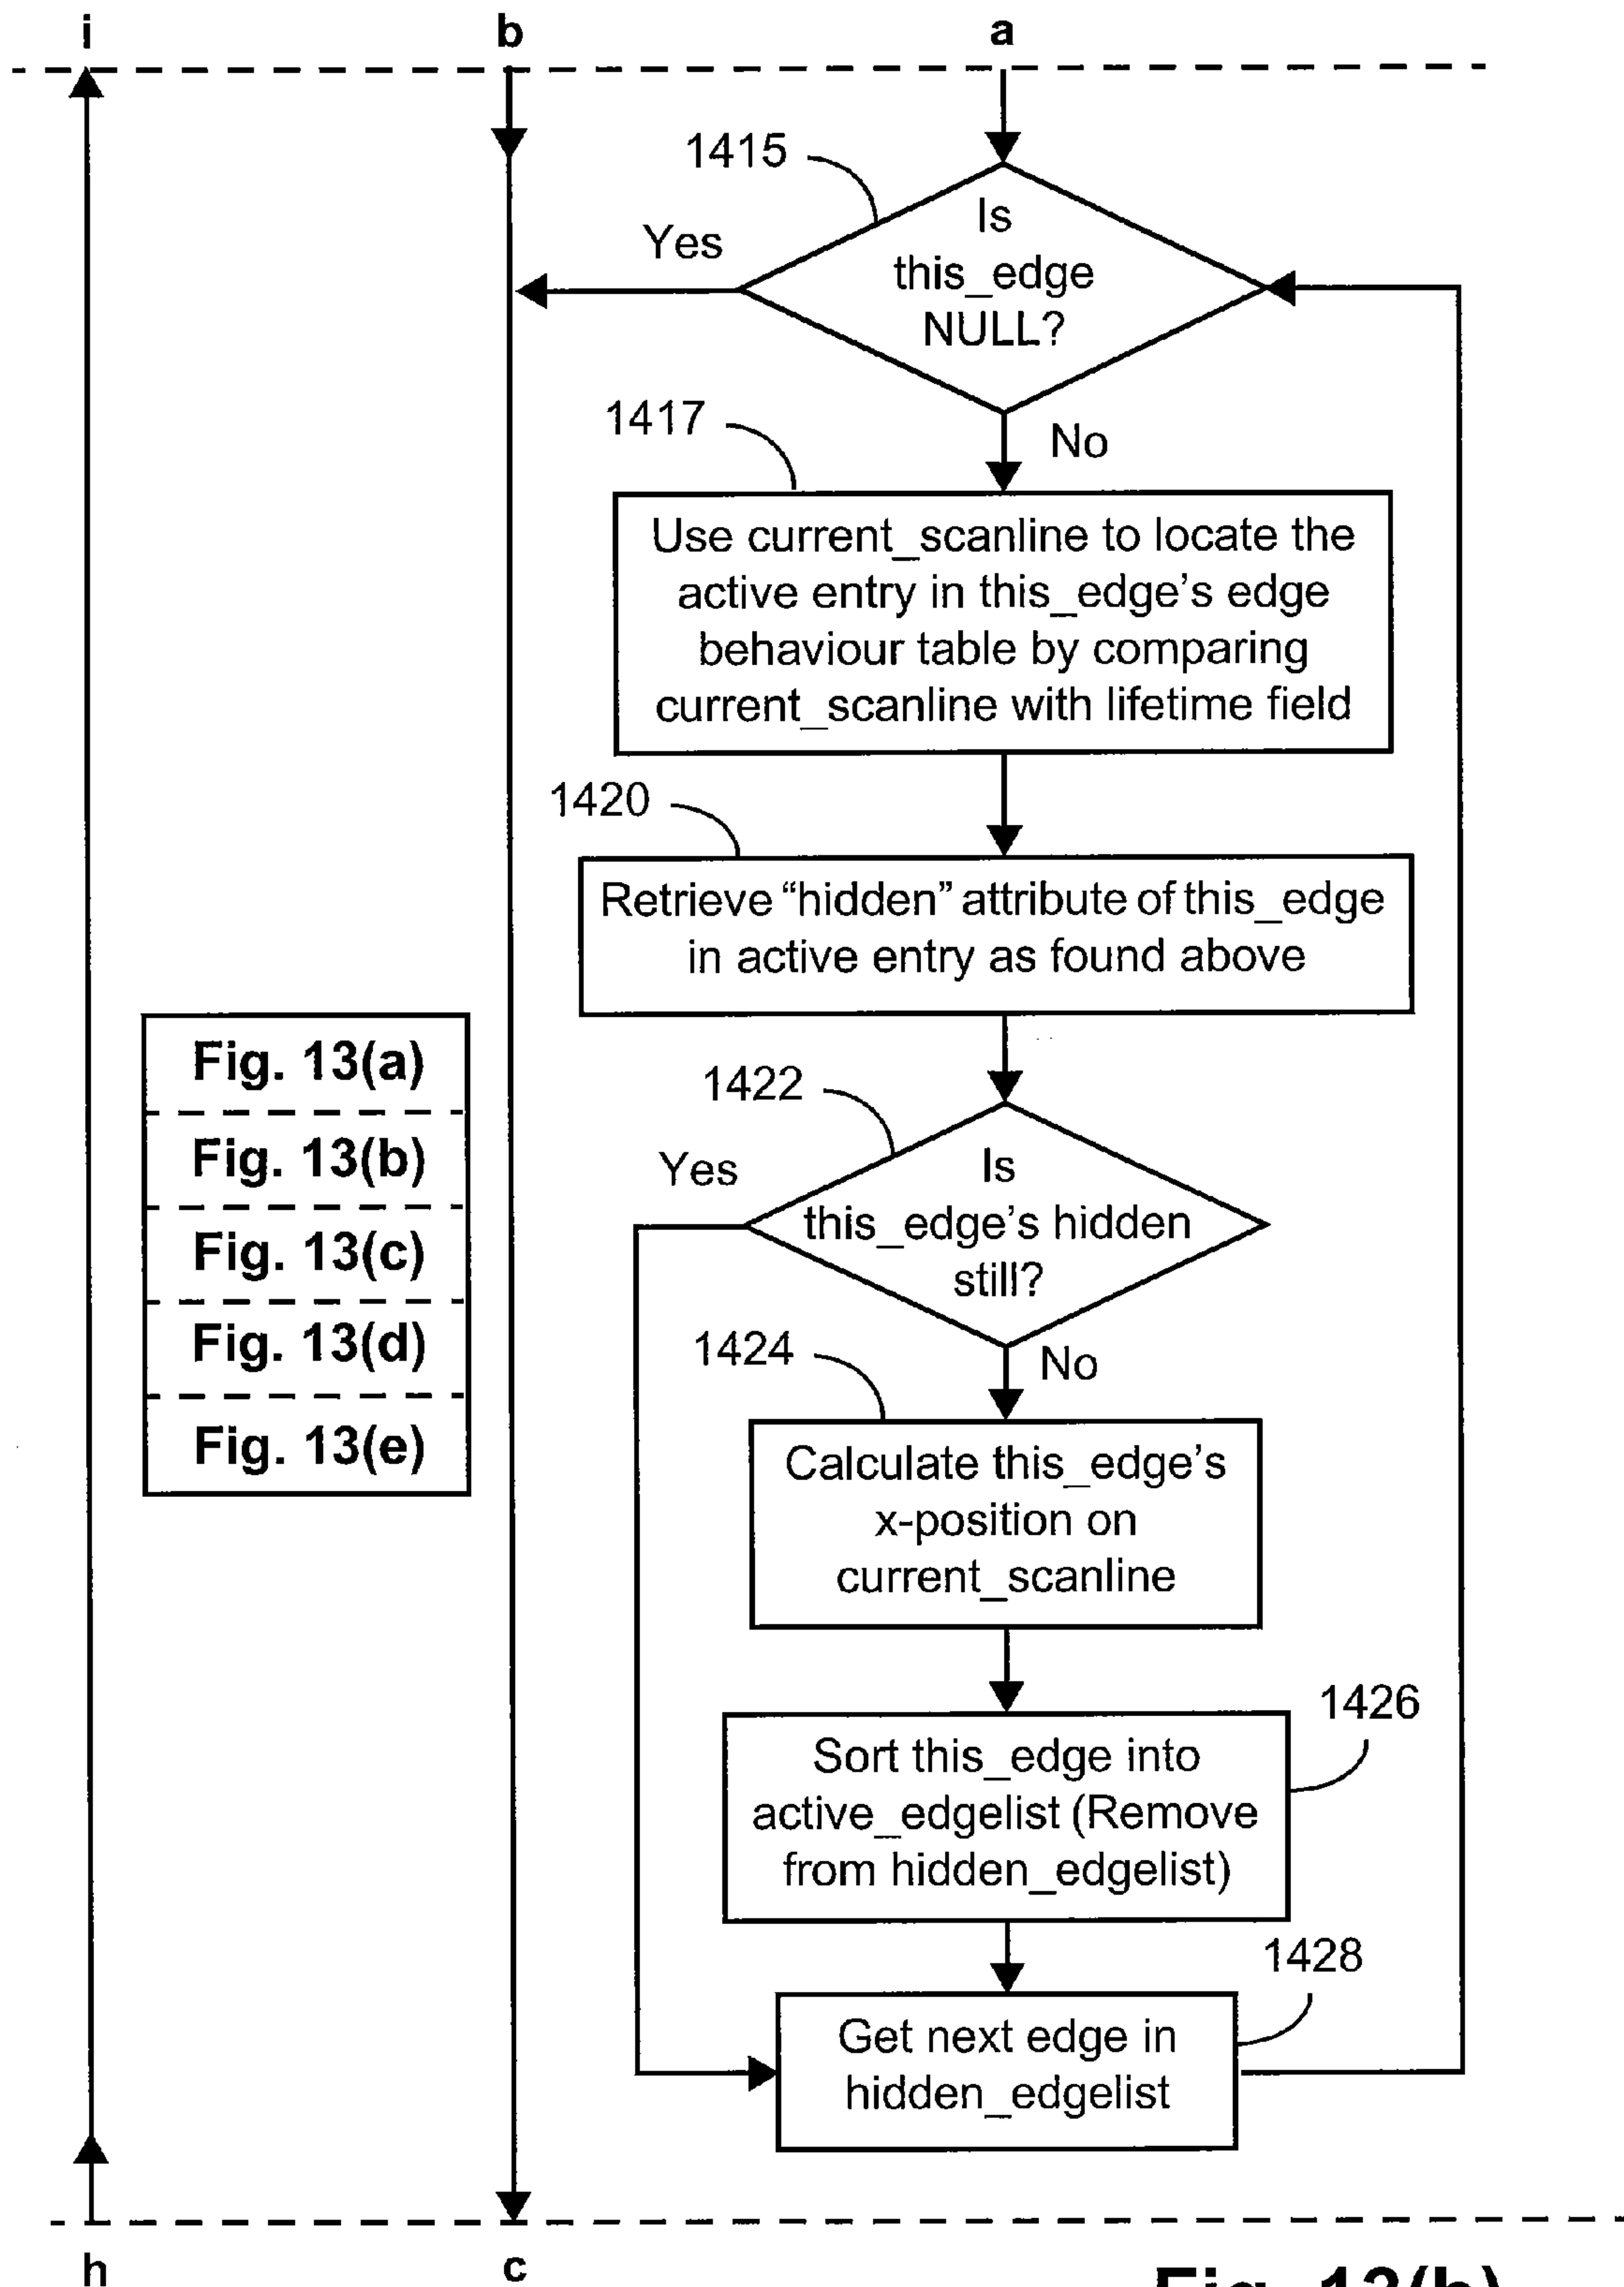 i
b
a
1415
Is
this_edge
NULL?
Yes
No
1417
Use current_scanline to locate the
active entry in this_edge's edge
behaviour table by comparing
current_scanline with lifetime field
1420
Retrieve “hidden” attribute of this_edge
in active entry as found above
Fig. 13(a)
Fig. 13(b)
Fig. 13(c)
Fig. 13(d)
Fig. 13(e)
1422
Yes
Is
this_edge's hidden
still?
No
1424
Calculate this_edge's
x-position on
current_scanline
1426
Sort this_edge into
active_edgelist (Remove
from hidden_edgelist)
1428
Get next edge in
hidden_edgelist
h
c
Fig. 13(b)